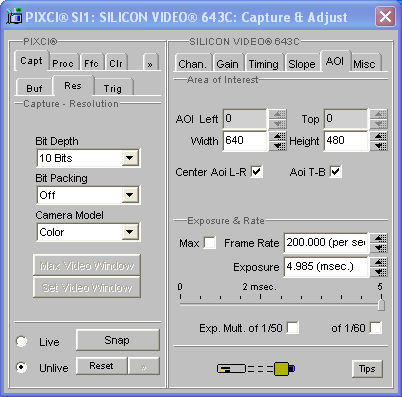 PIXCI® SI1: SILICON VIDEO® 643C: Capture & Adjust
PIXCI®
Capt Proc Ffc Clr »
Buf Res Trig
Capture - Resolution
Bit Depth
10 Bits
Bit Packing
Off
Camera Model
Color
Max Video Window
Set Video Window
Live
Snap
Unlive
Reset »
SILICON VIDEO® 643C
Chan. Gain Timing Slope AOI Misc
Area of Interest
AOI Left 0 Top 0
Width 640 Height 480
Center Aoi L-R Aoi T-B
Exposure & Rate
Max Frame Rate 200.000 (per sec
Exposure 4.985 (msec.)
0 2 msec. 5
Exp. Mult. of 1/50 of 1/60
Tips